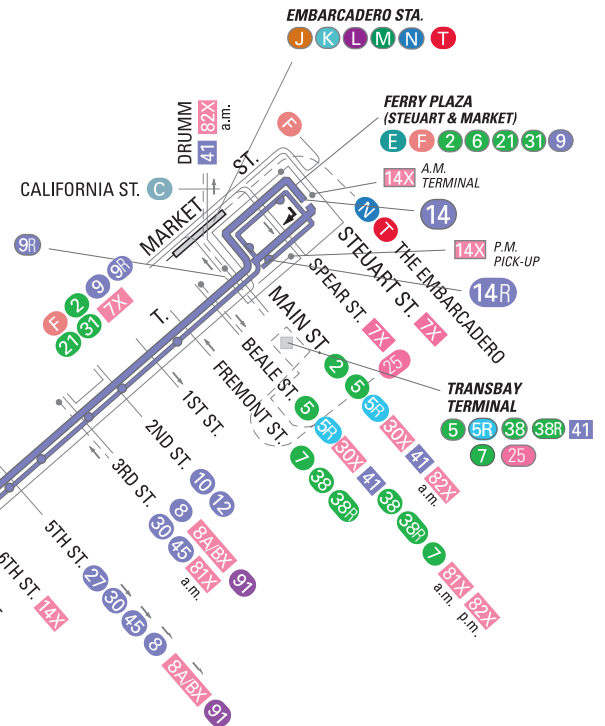 EMBARCADERO STA.
J K L M N T
DRUMM
41 82X
a.m.
F
FERRY PLAZA
(STEUART & MARKET)
E F 2 6 21 31 9
14X A.M.
TERMINAL
CALIFORNIA ST. C
MARKET ST.
14
N T
THE EMBARCADERO
9R
14X P.M.
PICK-UP
14R
F 2 9 9R
21 31 7X
STEUART ST. 7X
SPEAR ST. 7X 25
MAIN ST. 2 5 5R 30X 41 82X
a.m.
T.
BEALE ST. 5 5R 30X 41 38 38R 7 81X 82X
a.m. p.m.
FREMONT ST. 7 38 38R
TRANSBAY
TERMINAL
5 5R 38 38R 41
7 25
1ST ST.
2ND ST. 10 12
3RD ST. 8 8A/BX 91
30 45 81X
a.m.
5TH ST. 27 30 45 8 8A/BX 91
6TH ST. 14X